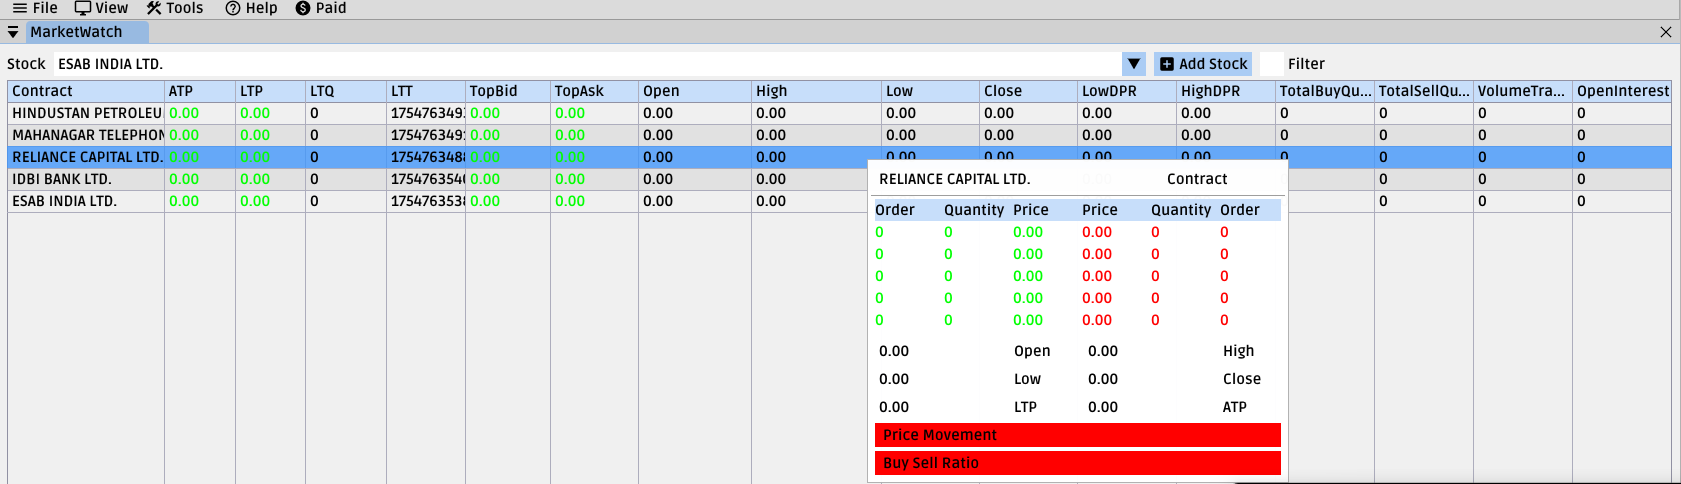 File View Tools Help Paid
MarketWatch
Stock ESAB INDIA LTD. Add Stock Filter
Contract ATP LTP LTQ LTT TopBid TopAsk Open High Low Close LowDPR HighDPR TotalBuyQu... TotalSellQu... VolumeTra... OpenInterest
HINDUSTAN PETROLEU 0.00 0.00 0 175476349 0.00 0.00 0.00 0.00 0.00 0.00 0.00 0.00 0 0 0 0
MAHANAGAR TELEPHON 0.00 0.00 0 175476349 0.00 0.00 0.00 0.00 0.00 0.00 0.00 0.00 0 0 0 0
RELIANCE CAPITAL LTD. 0.00 0.00 0 175476348 0.00 0.00 0.00 0.00 0.00 0.00 0.00 0.00 0 0 0 0
IDBI BANK LTD. 0.00 0.00 0 175476354 0.00 0.00 0.00 0.00 0 0 0
ESAB INDIA LTD. 0.00 0.00 0 175476353 0.00 0.00 0.00 0.00 0 0 0
RELIANCE CAPITAL LTD. Contract
Order Quantity Price Price Quantity Order
0 0 0.00 0.00 0 0
0 0 0.00 0.00 0 0
0 0 0.00 0.00 0 0
0 0 0.00 0.00 0 0
0 0 0.00 0.00 0 0
0.00 Open 0.00 High
0.00 Low 0.00 Close
0.00 LTP 0.00 ATP
Price Movement
Buy Sell Ratio